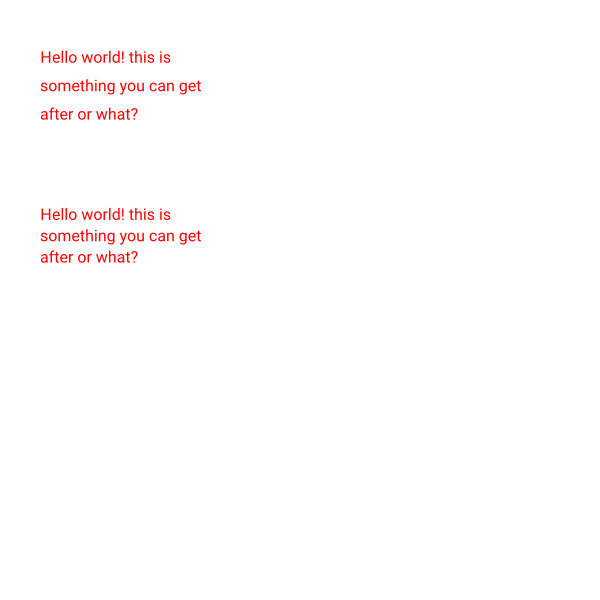 Hello world! this is
something you can get
after or what?
Hello world! this is
something you can get
after or what?